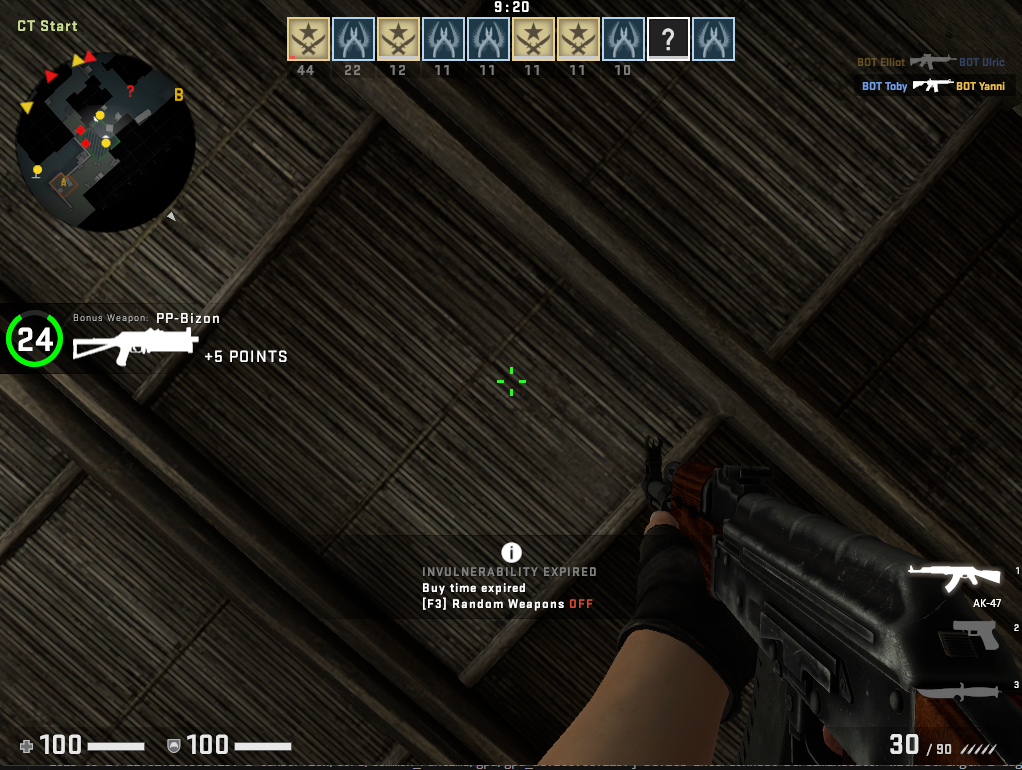 9:20
CT Start
?
44 22 12 11 11 11 11 10
BOT Elliot BOT Ulric
BOT Toby BOT Yanni
?
B
A
24
Bonus Weapon: PP-Bizon
+5 POINTS
i
INVULNERABILITY EXPIRED
Buy time expired
[F3] Random Weapons OFF
1
AK-47
2
3
100 100
30 / 90